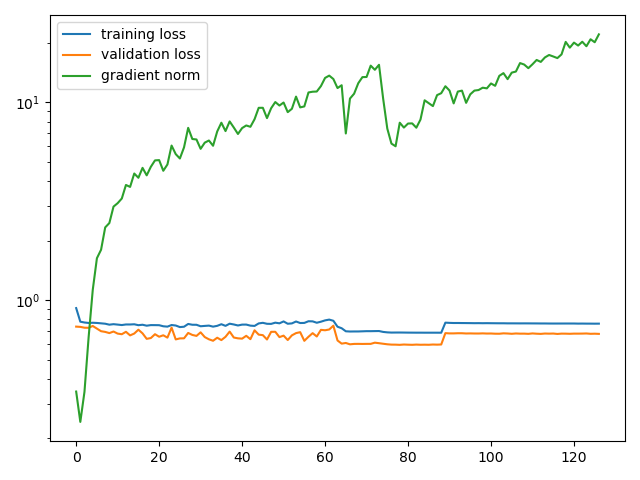 training loss
validation loss
gradient norm
10¹
10⁰
0 20 40 60 80 100 120